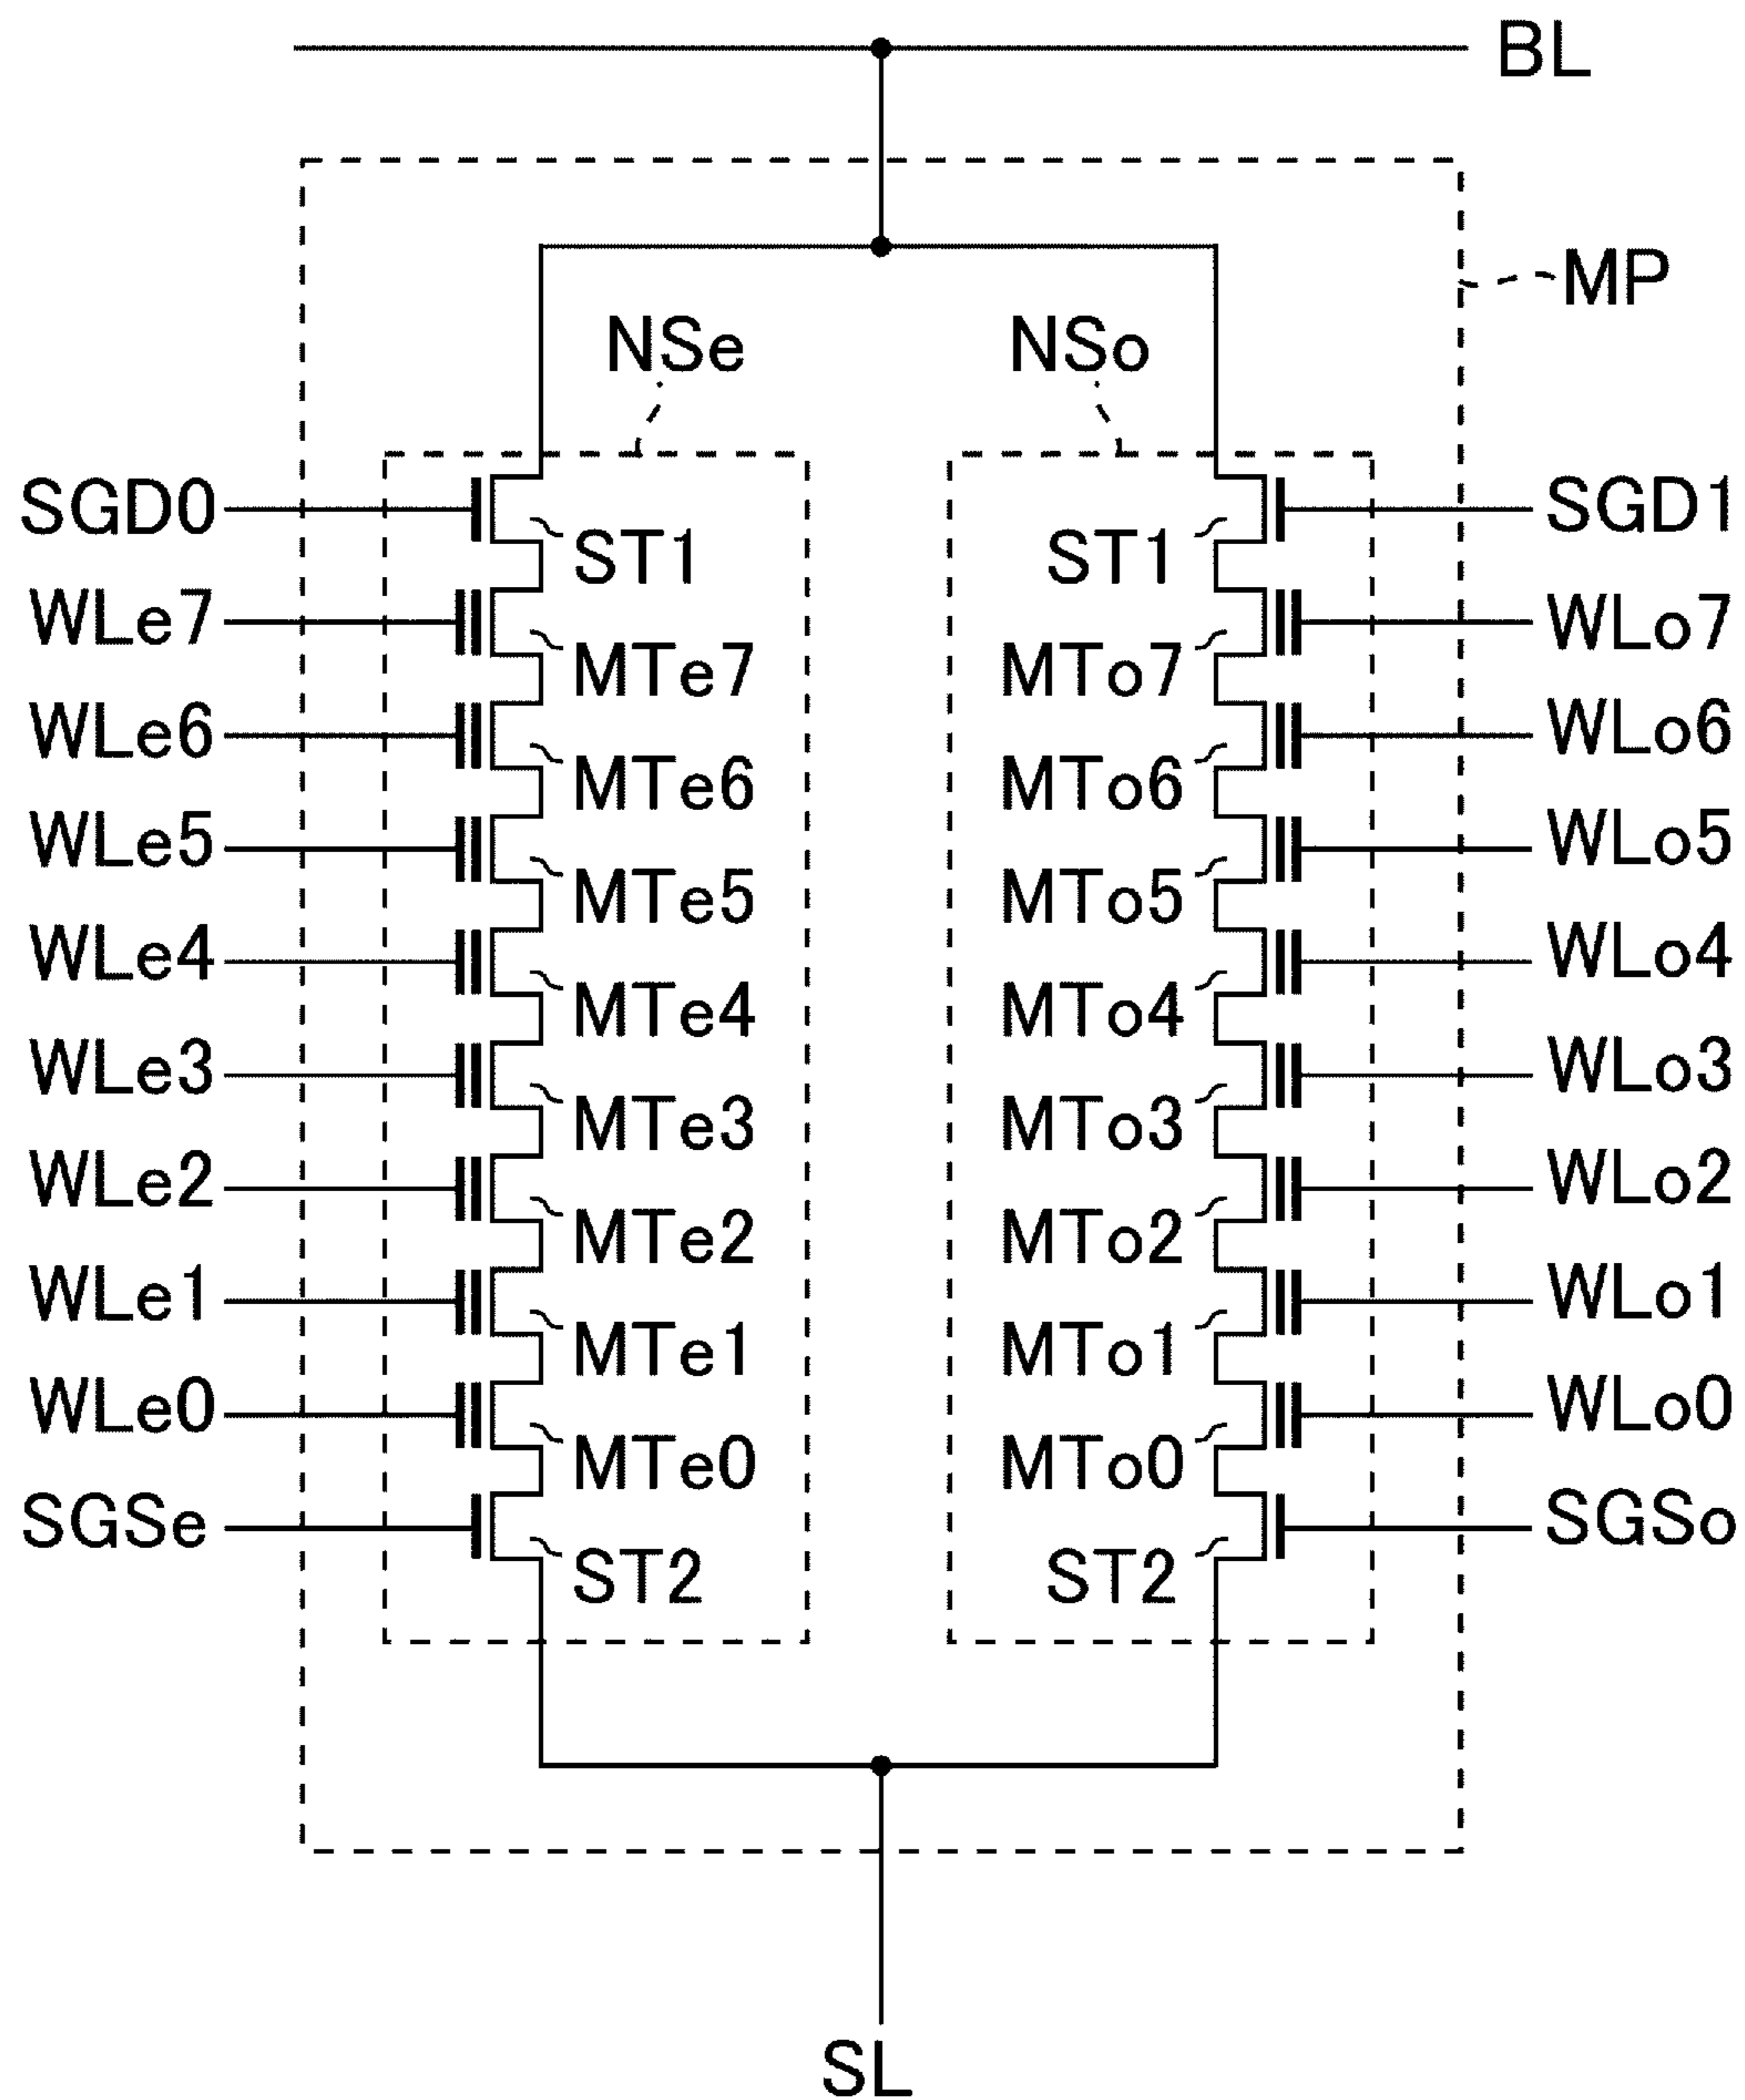 BL
MP
NSe NSo
SGD0 ST1 ST1 SGD1
WLe7 MTe7 MTo7 WLo7
WLe6 MTe6 MTo6 WLo6
WLe5 MTe5 MTo5 WLo5
WLe4 MTe4 MTo4 WLo4
WLe3 MTe3 MTo3 WLo3
WLe2 MTe2 MTo2 WLo2
WLe1 MTe1 MTo1 WLo1
WLe0 MTe0 MTo0 WLo0
SGSe ST2 ST2 SGSo
SL